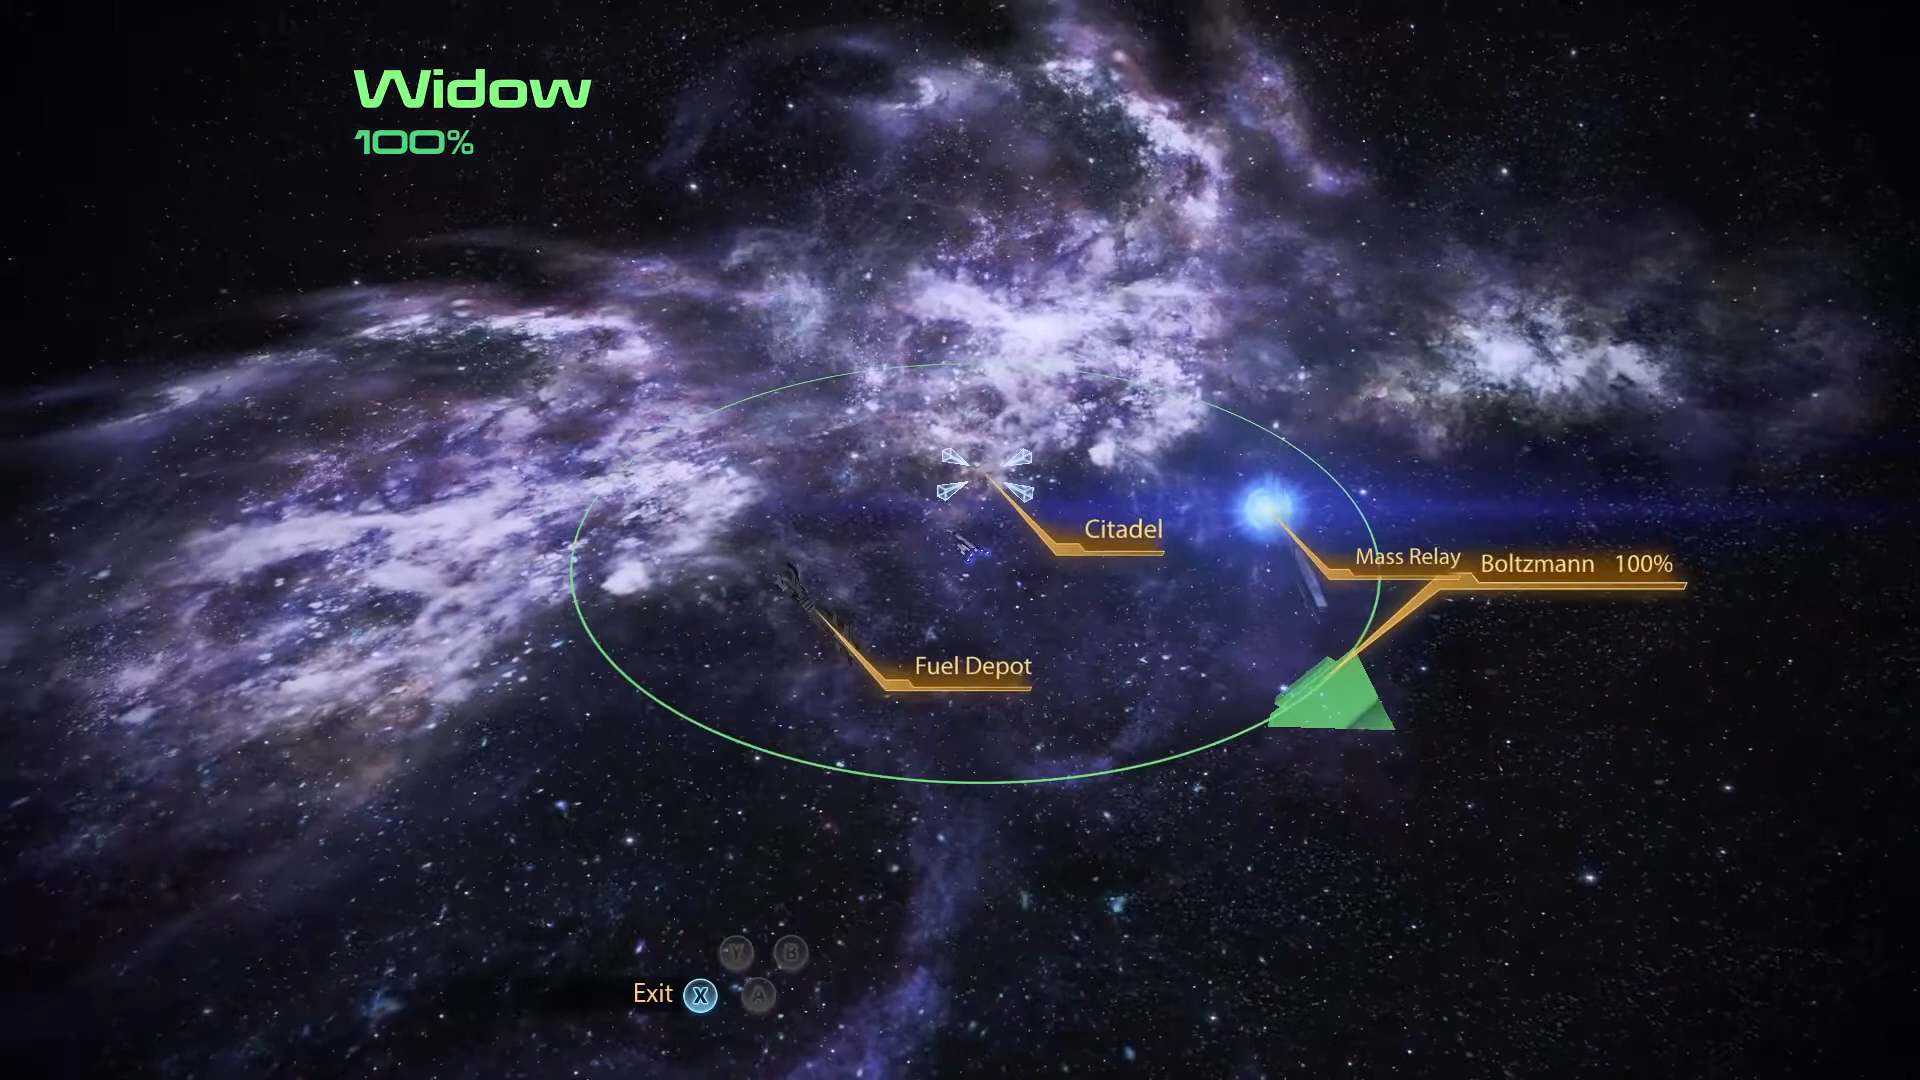 Widow
100%
Citadel
Mass Relay
Boltzmann 100%
Fuel Depot
Y B
Exit X A